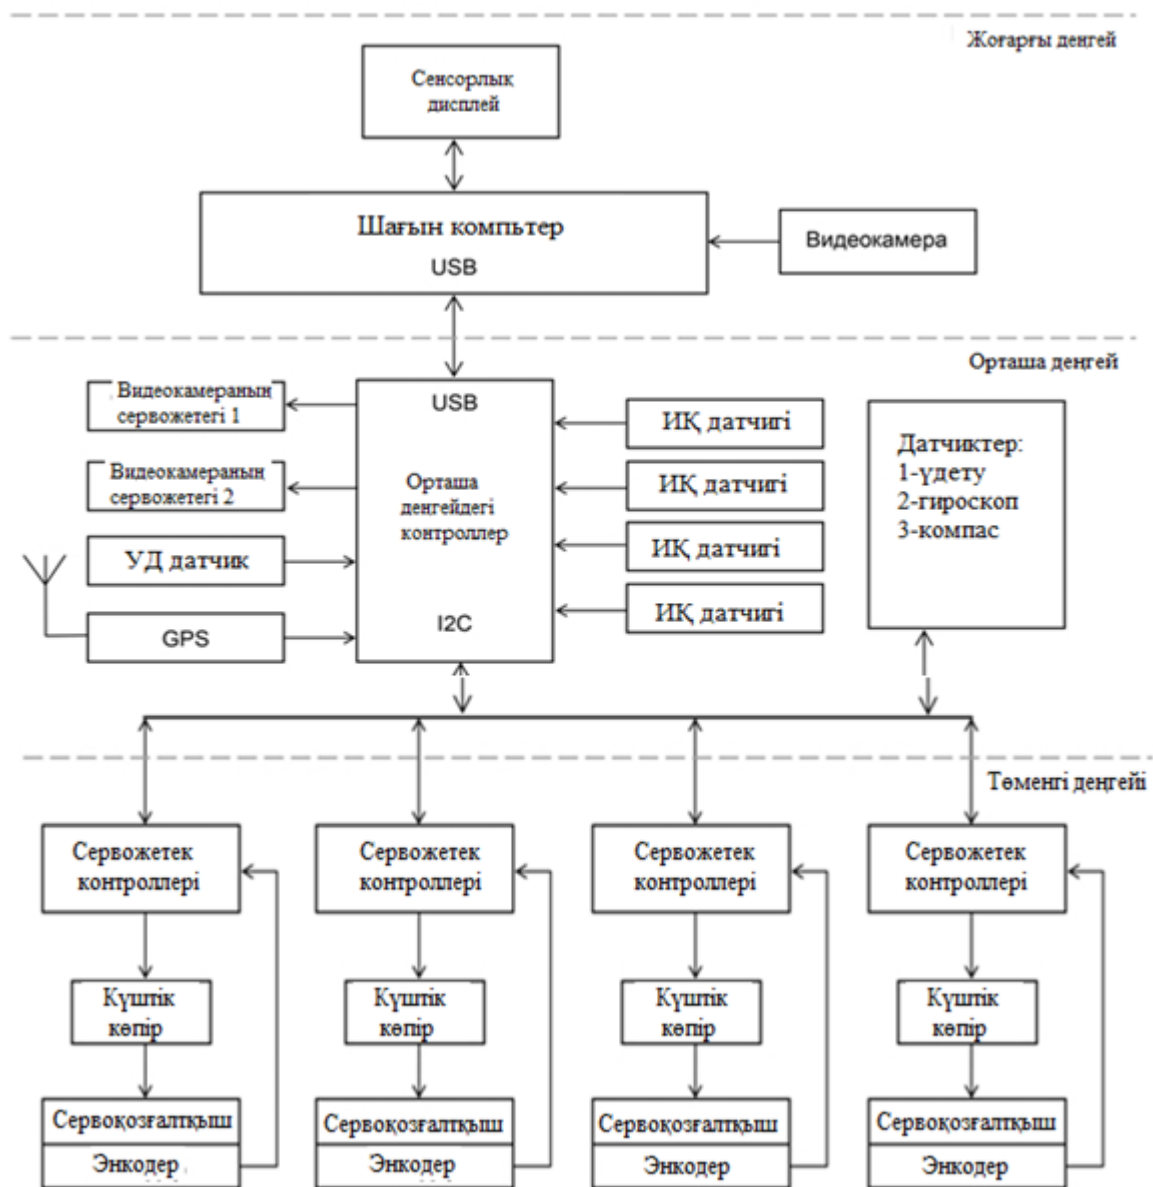 Жоғарғы деңгей
Сенсорлық
дисплей
Шағын компьтер
USB
Видеокамера
Орташа деңгей
Видеокамераның
сервожетегі 1
Видеокамераның
сервожетегі 2
УД датчик
GPS
USB
Орташа
деңгейдегі
контроллер
I2C
ИҚ датчигі
ИҚ датчигі
ИҚ датчигі
ИҚ датчигі
Датчиктер:
1-үдету
2-гироскоп
3-компас
Төменгі деңгейі
Сервожетек
контроллері
Сервожетек
контроллері
Сервожетек
контроллері
Сервожетек
контроллері
Күштік
көпір
Күштік
көпір
Күштік
көпір
Күштік
көпір
Сервоқозғалтқыш
Энкодер
Сервоқозғалтқыш
Энкодер
Сервоқозғалтқыш
Энкодер
Сервоқозғалтқыш
Энкодер